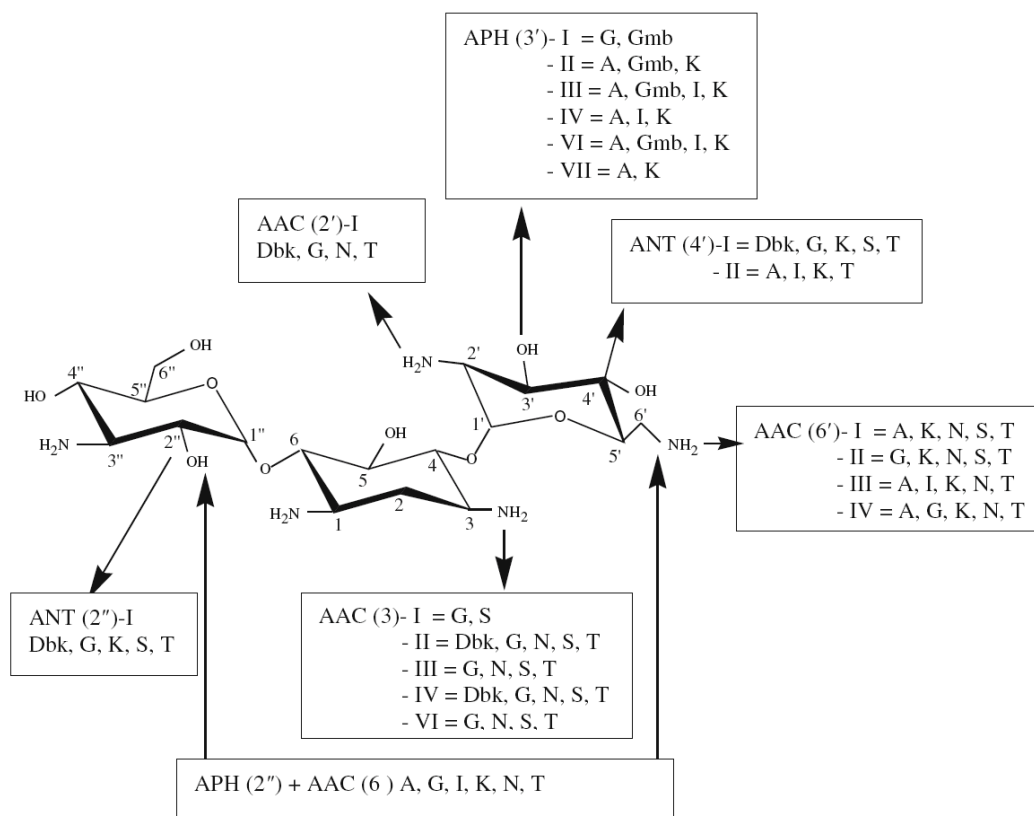 APH (3′)- I = G, Gmb
- II = A, Gmb, K
- III = A, Gmb, I, K
- IV = A, I, K
- VI = A, Gmb, I, K
- VII = A, K
AAC (2′)-I
Dbk, G, N, T
ANT (4′)-I = Dbk, G, K, S, T
- II = A, I, K, T
H₂N
2'
OH
3'
4'
OH
OH
6"
4"
HO
5"
O
H₂N
3"
2"
OH
1"
O
6
OH
5
4
O
1'
O
5'
6'
NH₂
H₂N
1
2
3
NH₂
AAC (6′)- I = A, K, N, S, T
- II = G, K, N, S, T
- III = A, I, K, N, T
- IV = A, G, K, N, T
ANT (2″)-I
Dbk, G, K, S, T
AAC (3)- I = G, S
- II = Dbk, G, N, S, T
- III = G, N, S, T
- IV = Dbk, G, N, S, T
- VI = G, N, S, T
APH (2″) + AAC (6 ) A, G, I, K, N, T